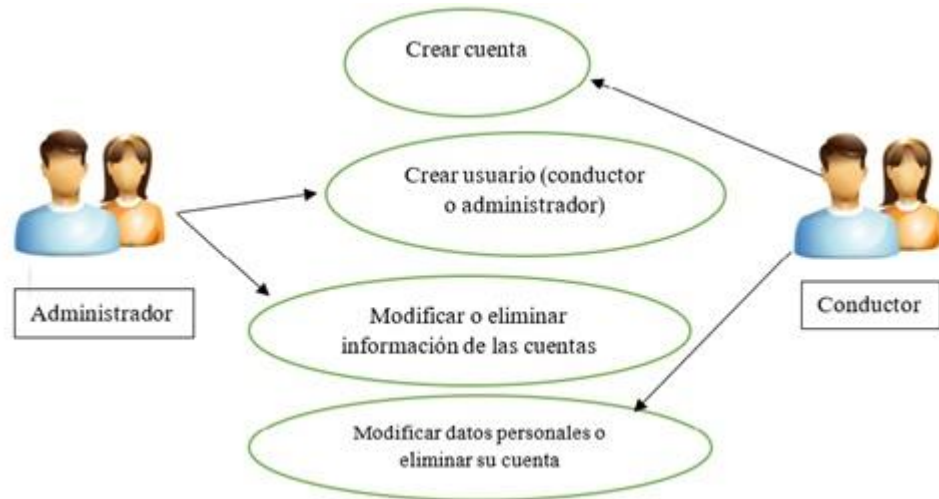 Crear cuenta
Crear usuario (conductor
o administrador)
Administrador
Conductor
Modificar o eliminar
información de las cuentas
Modificar datos personales o
eliminar su cuenta